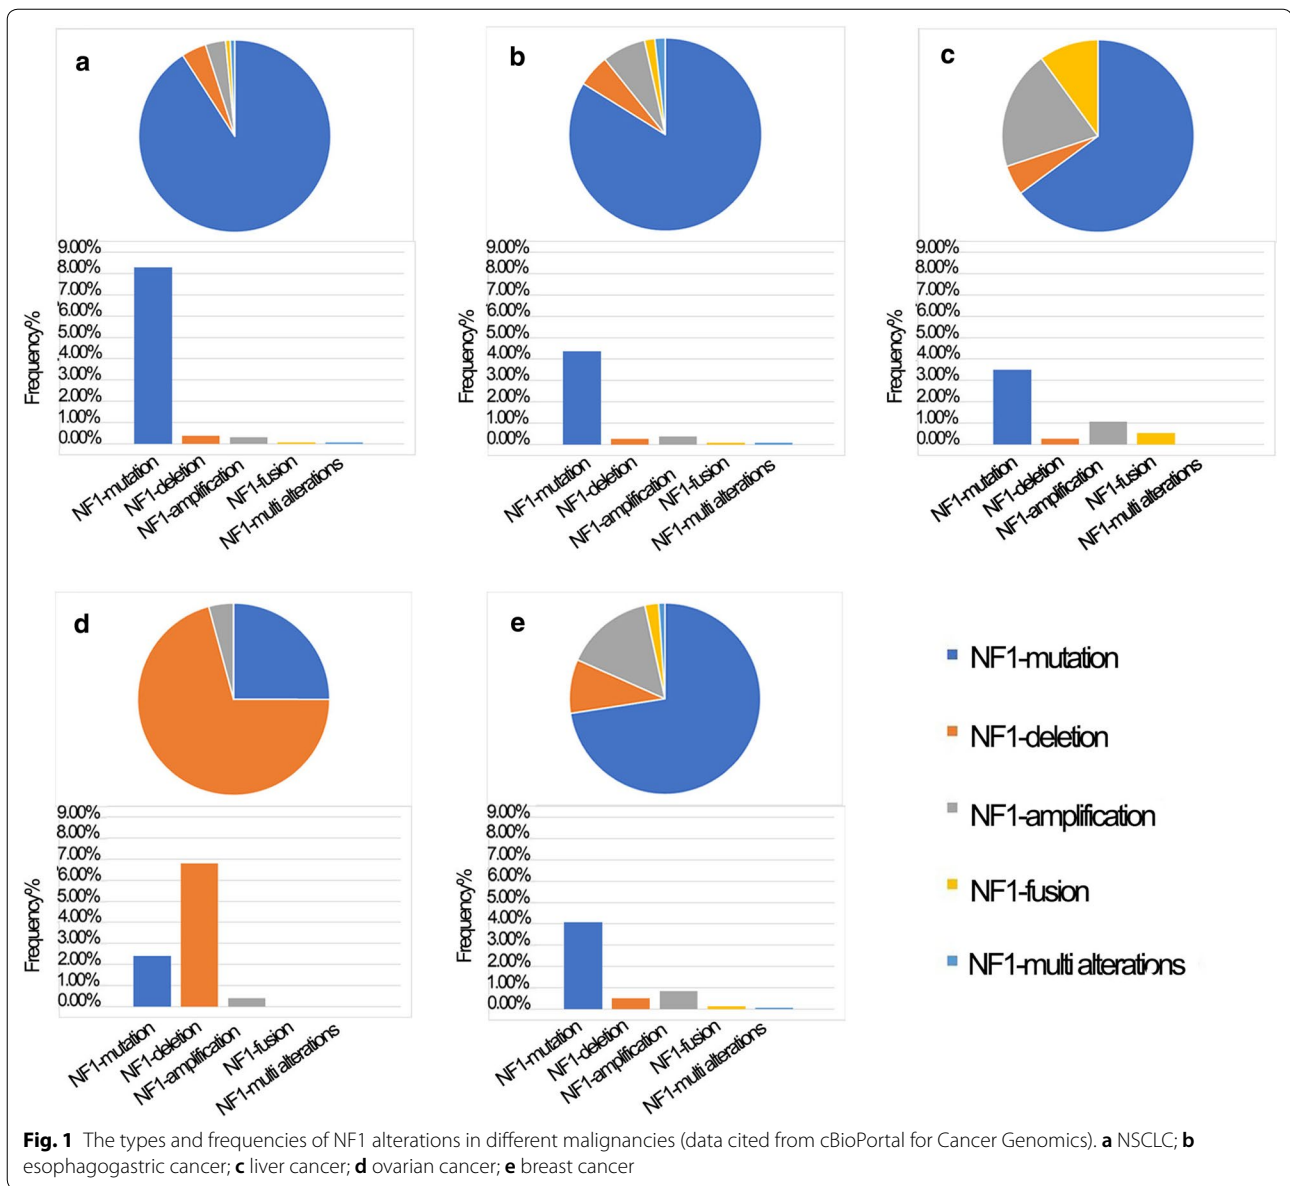 a
9.00%
8.00%
7.00%
6.00%
5.00%
4.00%
3.00%
2.00%
1.00%
0.00%
Frequency%
NF1-mutation
NF1-deletion
NF1-amplification
NF1-fusion
NF1-multi alterations
b
9.00%
8.00%
7.00%
6.00%
5.00%
4.00%
3.00%
2.00%
1.00%
0.00%
Frequency%
NF1-mutation
NF1-deletion
NF1-amplification
NF1-fusion
NF1-multi alterations
c
9.00%
8.00%
7.00%
6.00%
5.00%
4.00%
3.00%
2.00%
1.00%
0.00%
Frequency%
NF1-mutation
NF1-deletion
NF1-amplification
NF1-fusion
NF1-multi alterations
d
9.00%
8.00%
7.00%
6.00%
5.00%
4.00%
3.00%
2.00%
1.00%
0.00%
Frequency%
NF1-mutation
NF1-deletion
NF1-amplification
NF1-fusion
NF1-multi alterations
e
9.00%
8.00%
7.00%
6.00%
5.00%
4.00%
3.00%
2.00%
1.00%
0.00%
Frequency%
NF1-mutation
NF1-deletion
NF1-amplification
NF1-fusion
NF1-multi alterations
NF1-mutation
NF1-deletion
NF1-amplification
NF1-fusion
NF1-multi alterations
Fig. 1 The types and frequencies of NF1 alterations in different malignancies (data cited from cBioPortal for Cancer Genomics). a NSCLC; b
esophagogastric cancer; c liver cancer; d ovarian cancer; e breast cancer